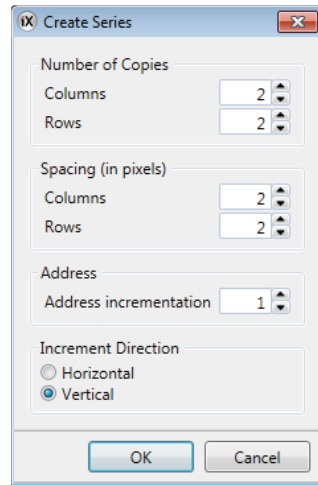 iX Create Series
Number of Copies
Columns 2
Rows 2
Spacing (in pixels)
Columns 2
Rows 2
Address
Address incrementation 1
Increment Direction
Horizontal
Vertical
OK Cancel